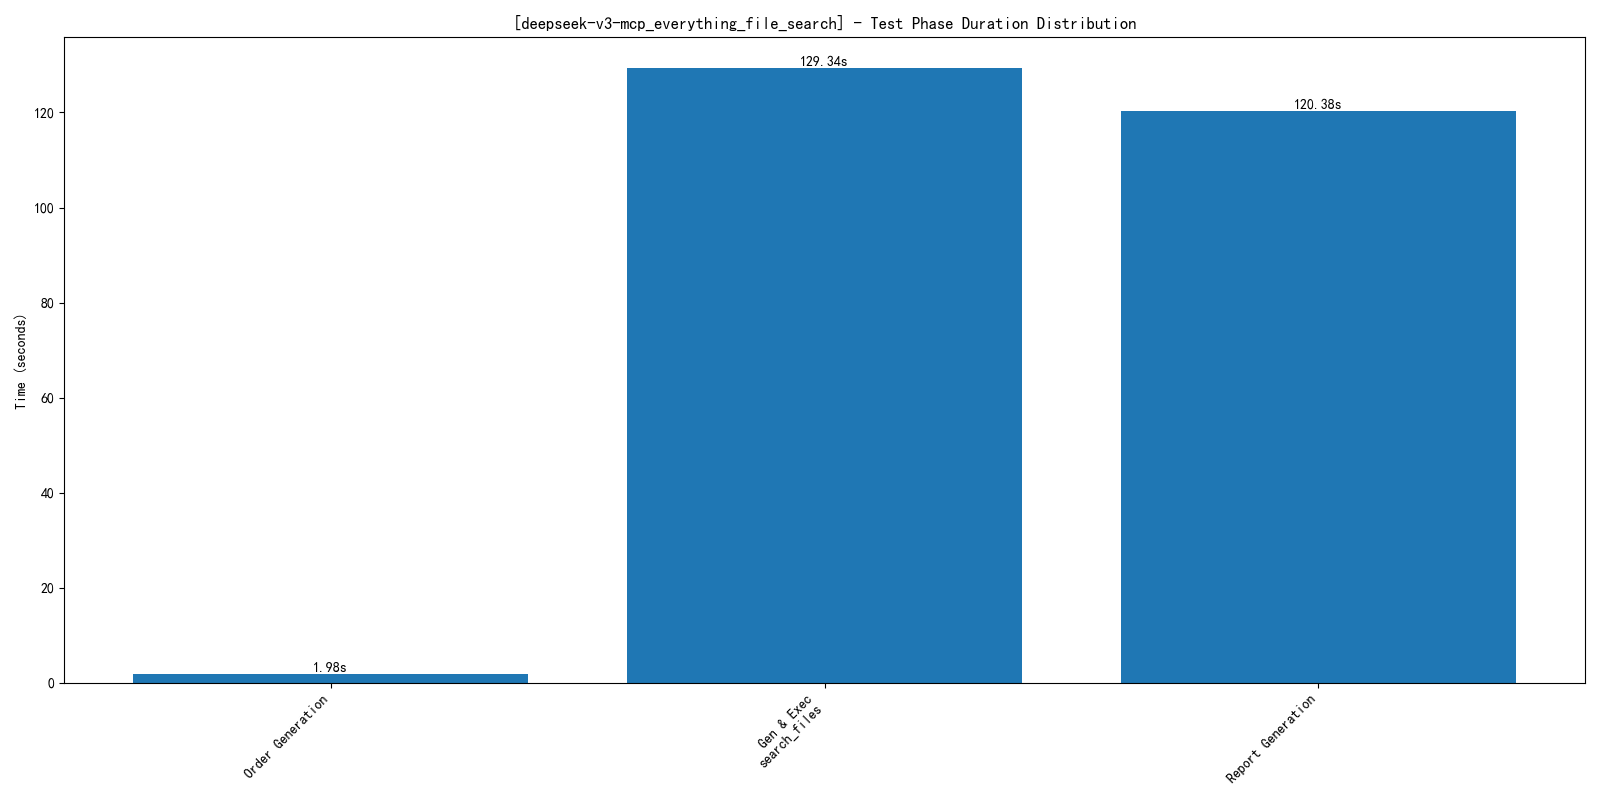 [deepseek-v3-mcp_everything_file_search] - Test Phase Duration Distribution
129.34s
120.38s
1.98s
120
100
80
60
40
20
0
Time (seconds)
Order Generation
Gen & Exec
search_files
Report Generation